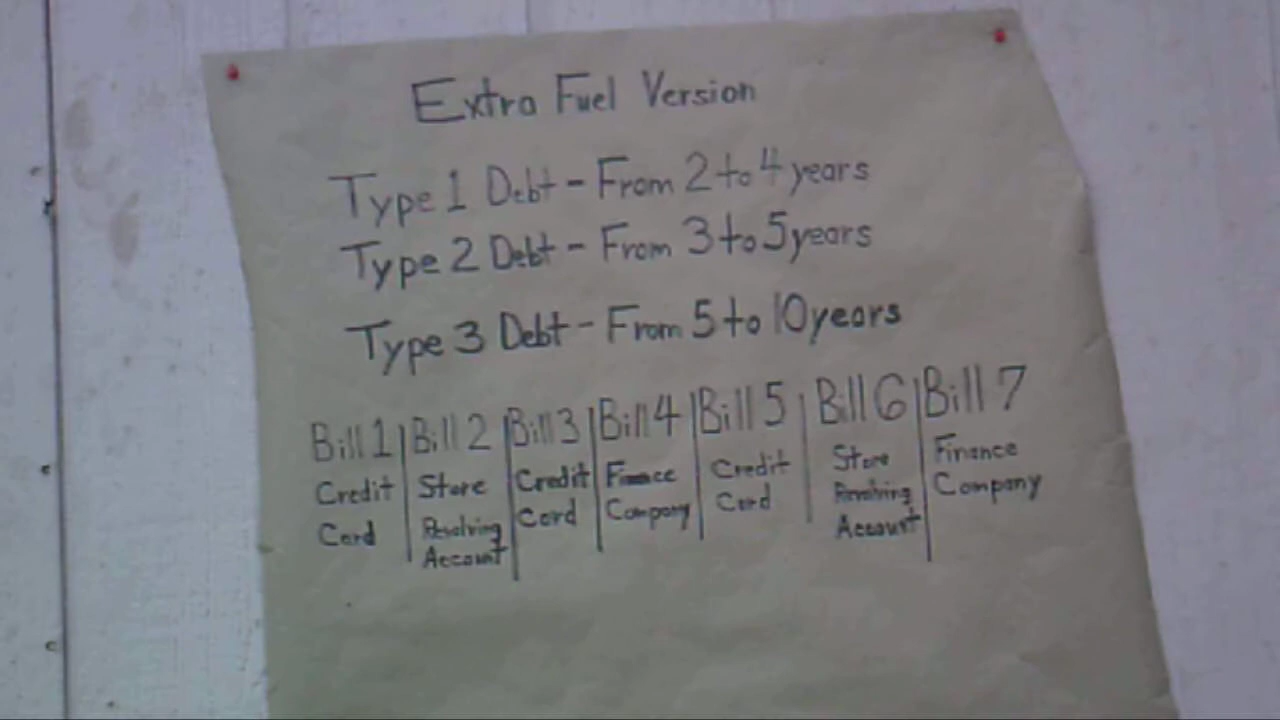 Extra Fuel Version
Type 1 Debt - From 2 to 4 years
Type 2 Debt - From 3 to 5 years
Type 3 Debt - From 5 to 10 years
Bill 1 | Bill 2 | Bill 3 | Bill 4 | Bill 5 | Bill 6 | Bill 7
Credit | Store | Credit | Finance | Credit | Store | Finance
Card | Revolving | Card | Company | Card | Revolving | Company
Account | Account